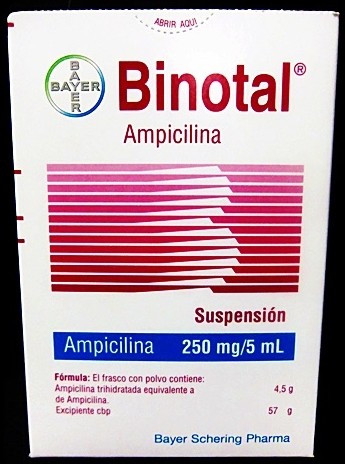 ABRIR AQUI
BAYER
BAYER
Binotal®
Ampicilina
Suspensión
Ampicilina 250 mg/5 mL
Fórmula: El frasco con polvo contiene:
Ampicilina trihidratada equivalente a 4,5 g
de Ampicilina.
Excipiente cbp 57 g
Bayer Schering Pharma